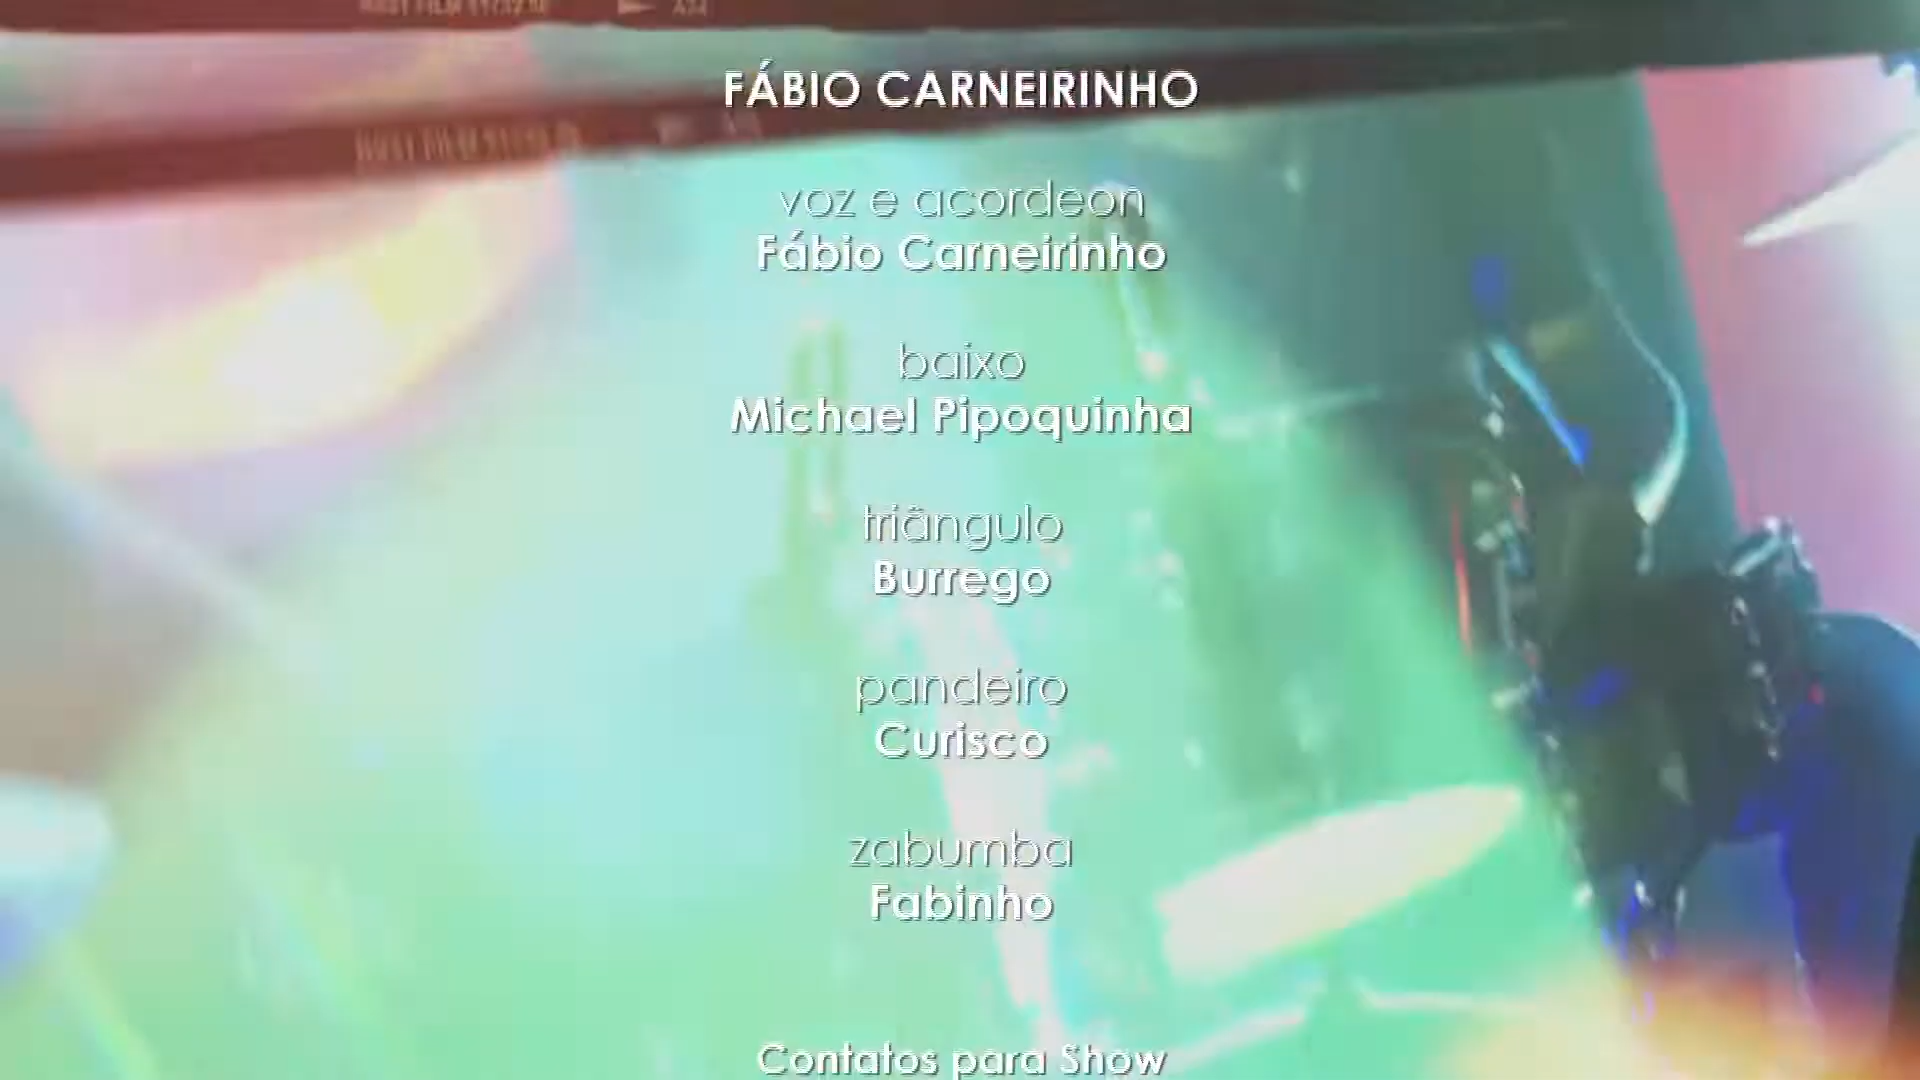 FÁBIO CARNEIRINHO
voz e acordeon
Fábio Carneirinho
baixo
Michael Pipoquinha
triângulo
Burrego
pandeiro
Curisco
zabumba
Fabinho
Contatos para Show